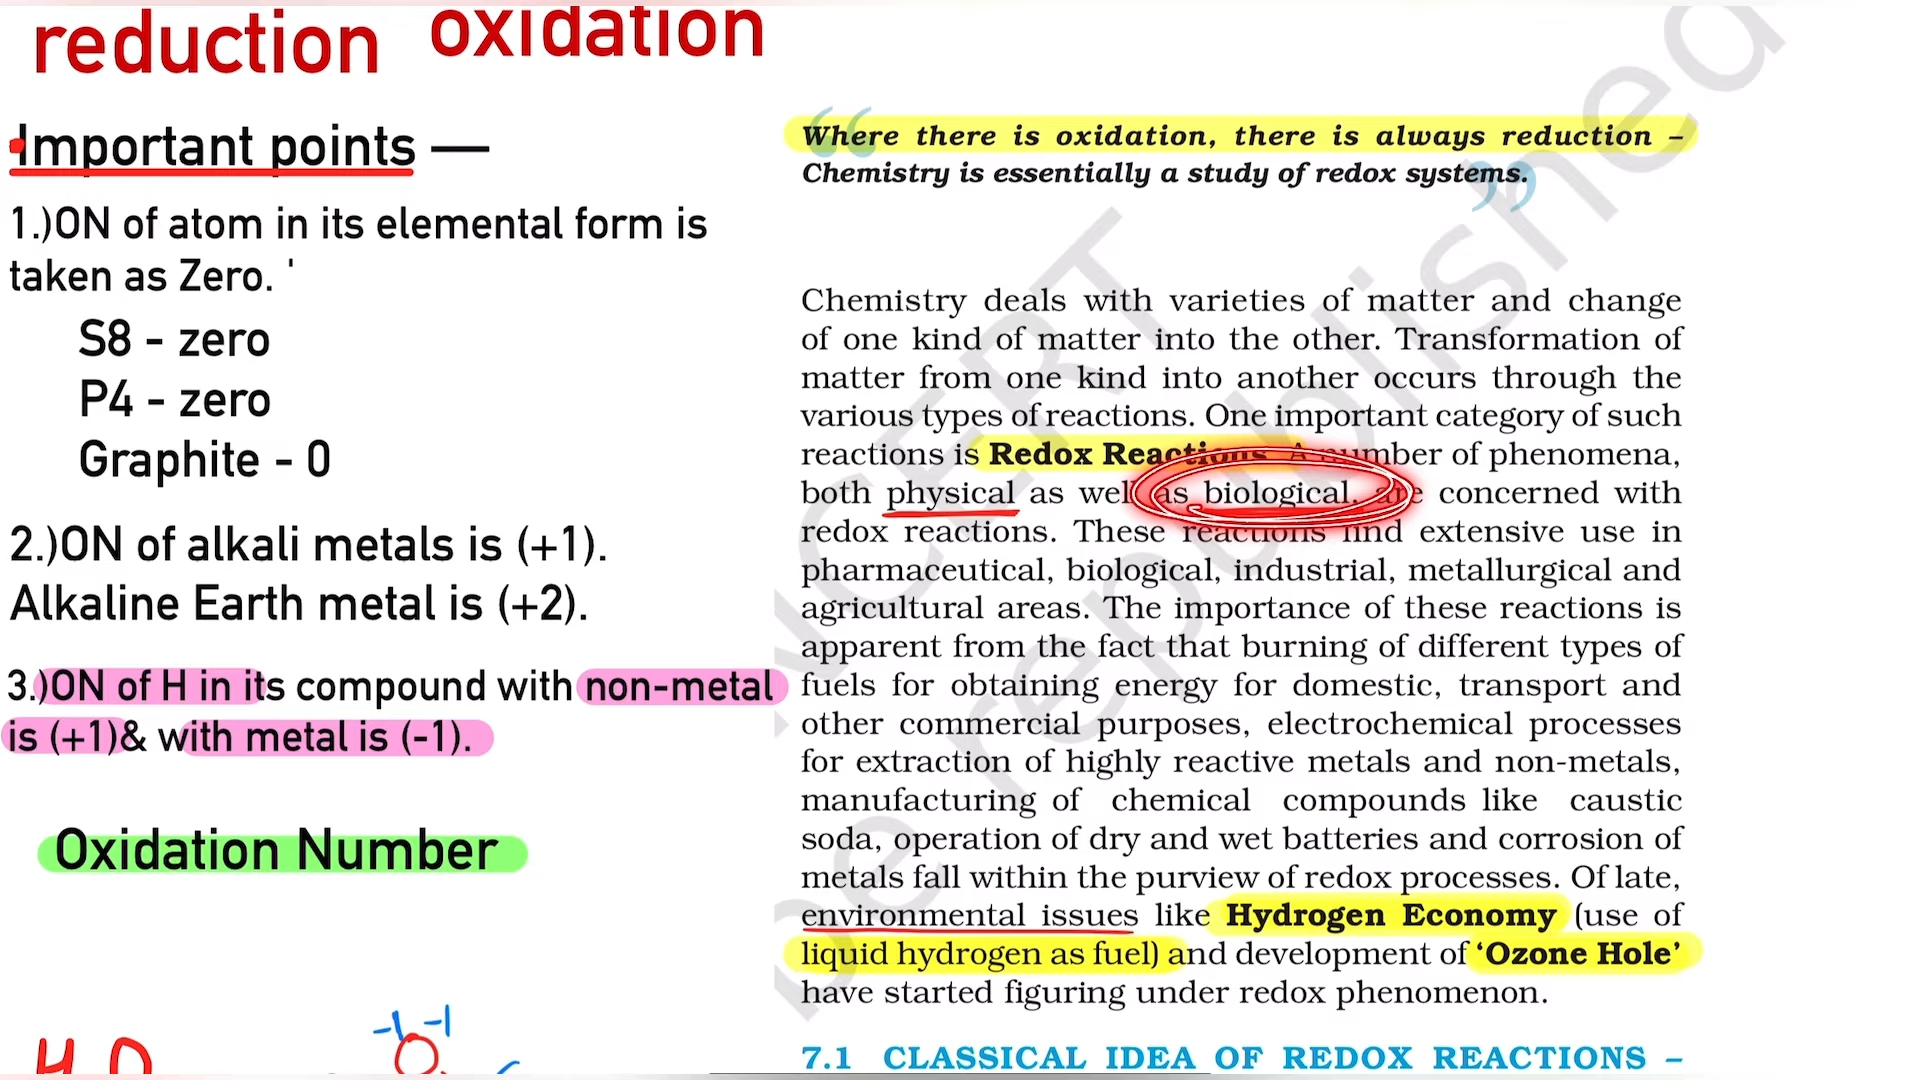 reduction oxidation
Important points —
1.)ON of atom in its elemental form is
taken as Zero. '
S8 - zero
P4 - zero
Graphite - 0
2.)ON of alkali metals is (+1).
Alkaline Earth metal is (+2).
3.)ON of H in its compound with non-metal
is (+1)& with metal is (-1).
Oxidation Number
-1 -1
“Where there is oxidation, there is always reduction –
Chemistry is essentially a study of redox systems.”
Chemistry deals with varieties of matter and change
of one kind of matter into the other. Transformation of
matter from one kind into another occurs through the
various types of reactions. One important category of such
reactions is Redox Reactions. A number of phenomena,
both physical as well as biological, are concerned with
redox reactions. These reactions find extensive use in
pharmaceutical, biological, industrial, metallurgical and
agricultural areas. The importance of these reactions is
apparent from the fact that burning of different types of
fuels for obtaining energy for domestic, transport and
other commercial purposes, electrochemical processes
for extraction of highly reactive metals and non-metals,
manufacturing of chemical compounds like caustic
soda, operation of dry and wet batteries and corrosion of
metals fall within the purview of redox processes. Of late,
environmental issues like Hydrogen Economy (use of
liquid hydrogen as fuel) and development of ‘Ozone Hole’
have started figuring under redox phenomenon.
7.1 CLASSICAL IDEA OF REDOX REACTIONS –
NCERT
be republished